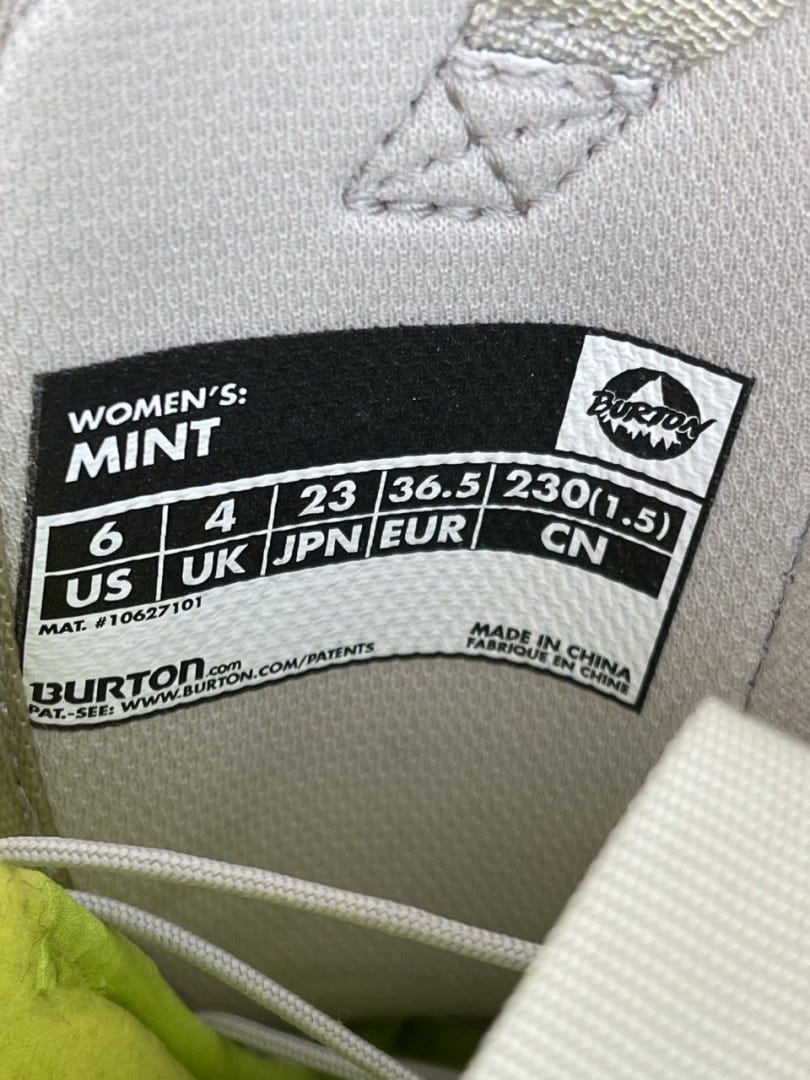 WOMEN'S:
MINT
BURTON
6 4 23 36.5 230(1.5)
US UK JPN EUR CN
MAT. #10627101
BURTON.com
PAT.-SEE: WWW.BURTON.COM/PATENTS
MADE IN CHINA
FABRIQUE EN CHINE